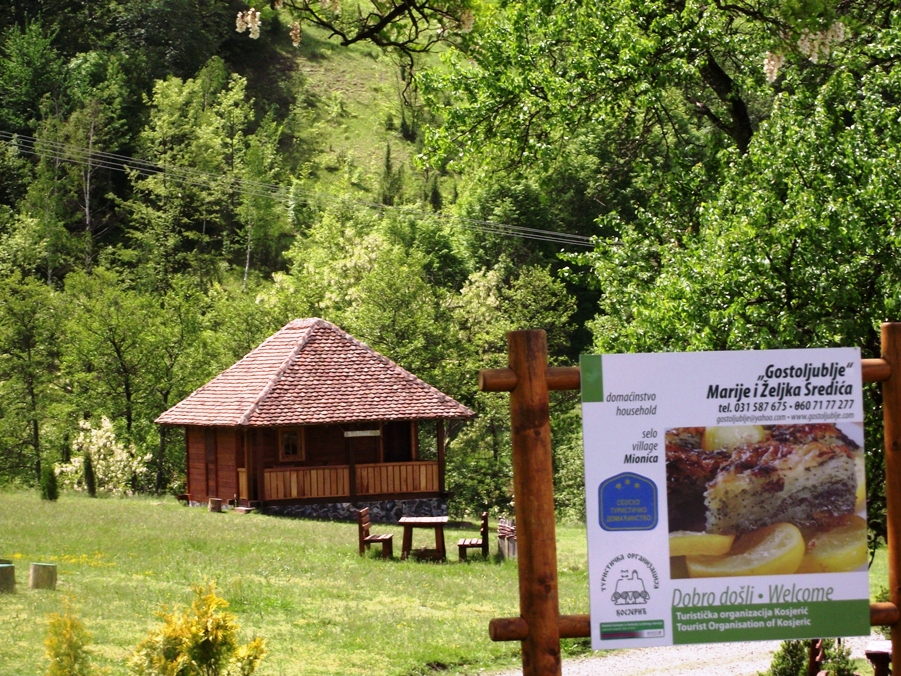 „Gostoljublje“
Marije i Željka Sredića
tel. 031 587 675 • 060 71 77 277
gostoljublje@yahoo.com • www.gostoljublje.com
domaćinstvo
household
selo
village
Mionica
СЕОСКО
ТУРИСТИЧКО
ДОМАЋИНСТВО
ТУРИСТИЧКА ОРГАНИЗАЦИЈА
КОСЈЕРИЋ
Dobro došli • Welcome
Turistička organizacija Kosjerić
Tourist Organisation of Kosjerić